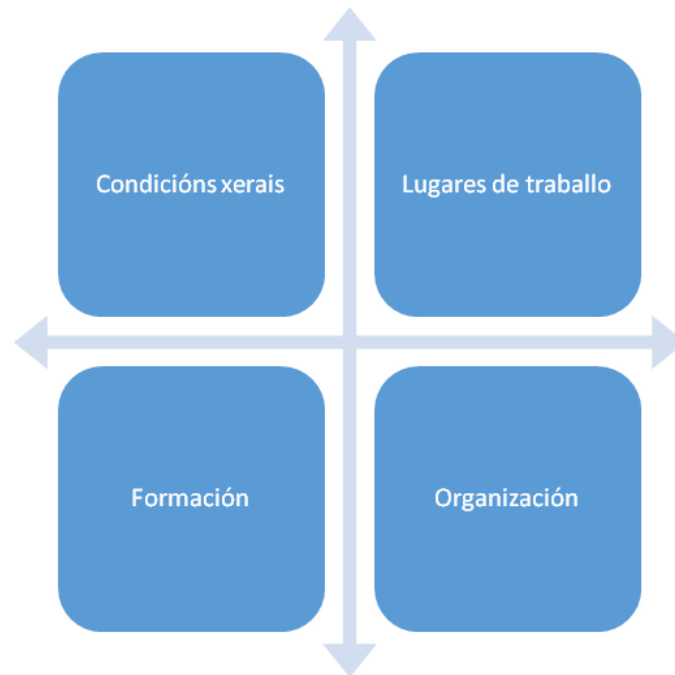 Condicións xerais
Lugares de traballo
Formación
Organización